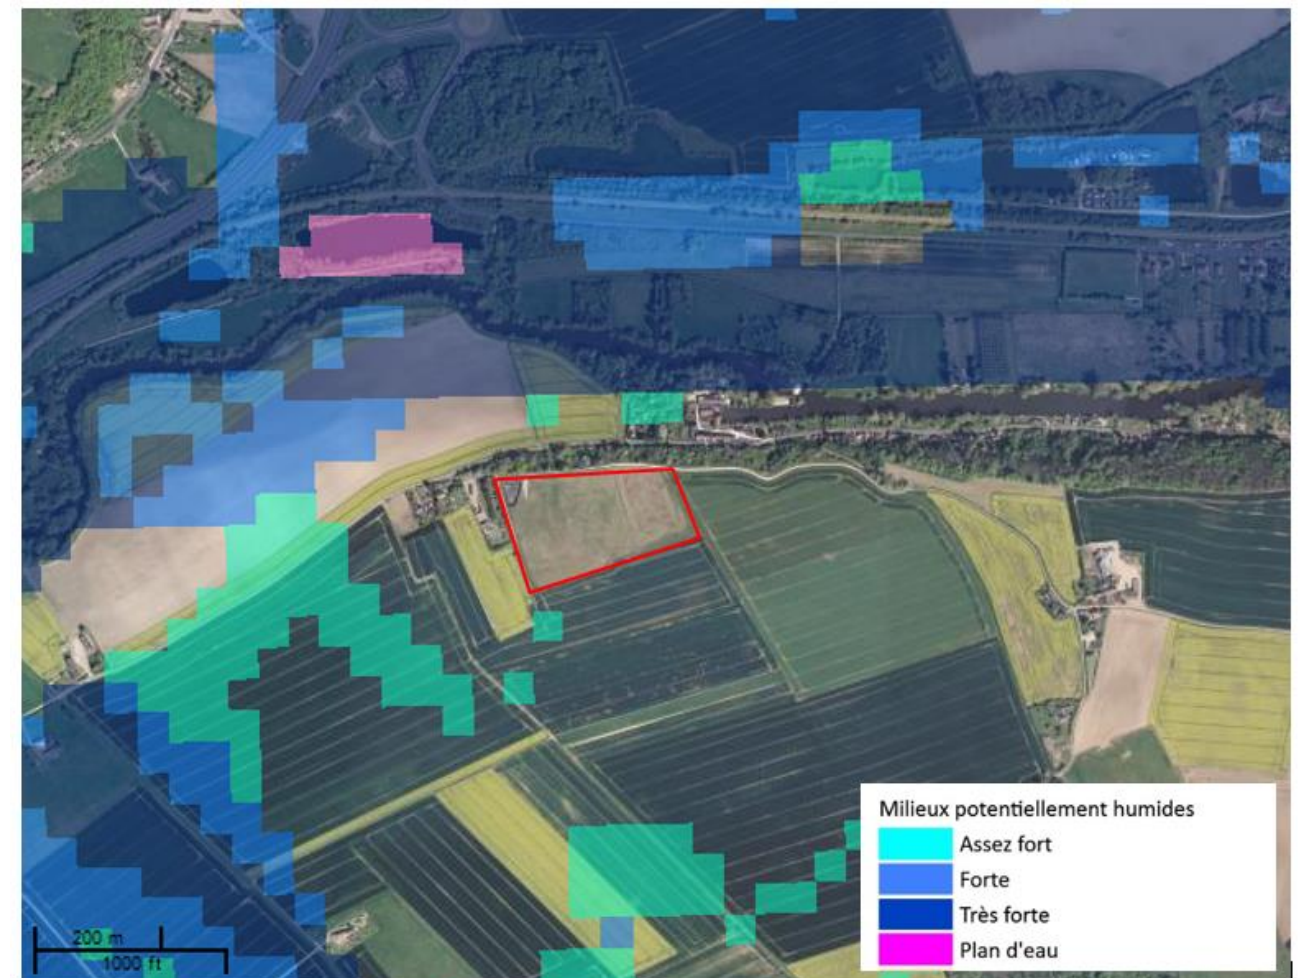 Milieux potentiellement humides
Assez fort
Forte
Très forte
Plan d'eau
200 m
1000 ft